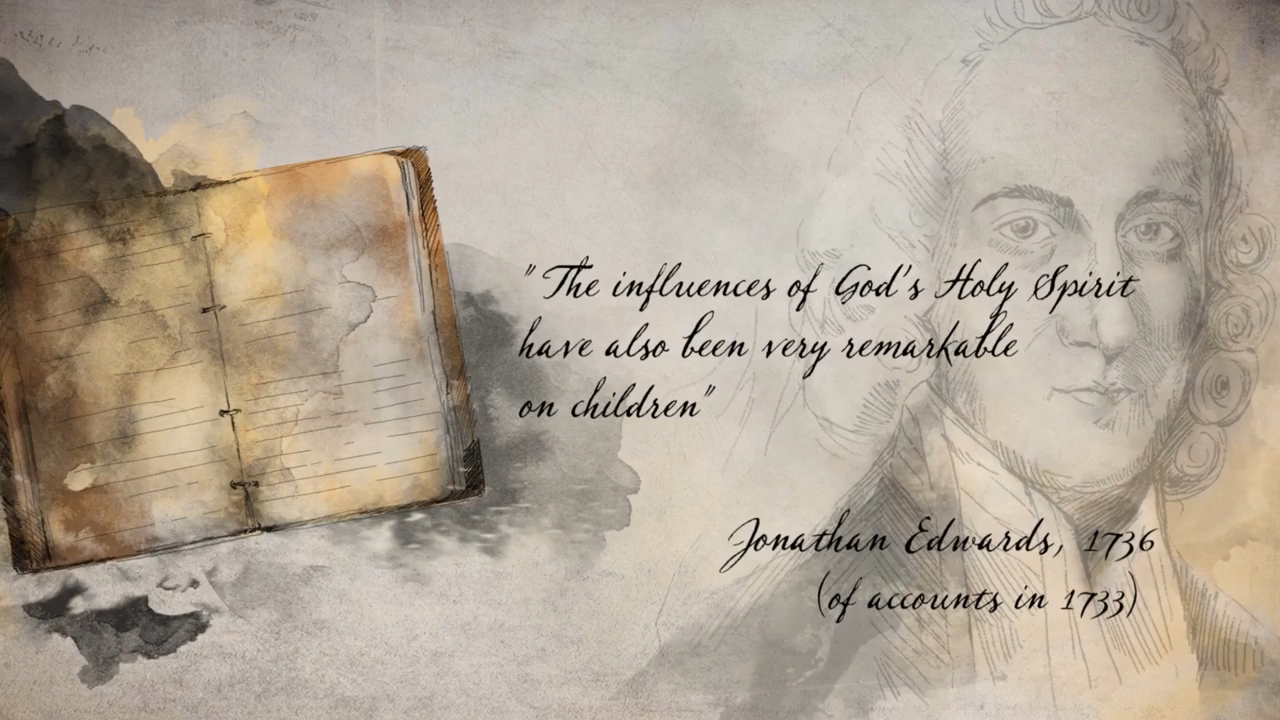 "The influences of God's Holy Spirit
have also been very remarkable
on children"
Jonathan Edwards, 1736
(of accounts in 1733)